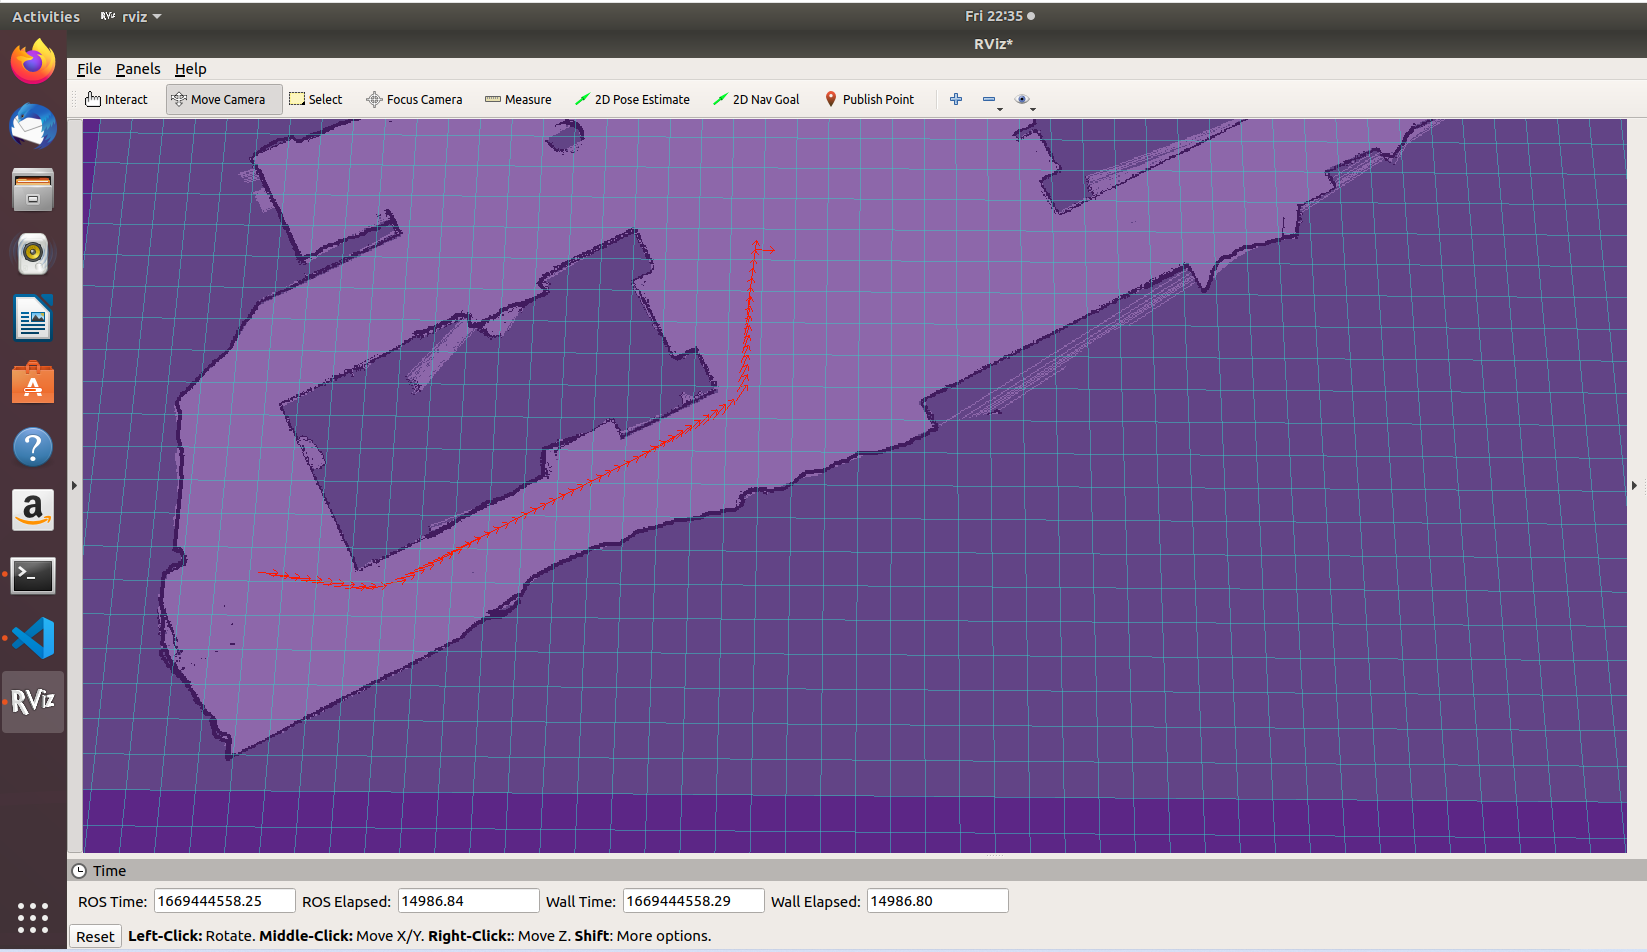 Activities RViz rviz Fri 22:35
RViz*
File Panels Help
Interact Move Camera Select Focus Camera Measure 2D Pose Estimate 2D Nav Goal Publish Point
Time
ROS Time: 1669444558.25 ROS Elapsed: 14986.84 Wall Time: 1669444558.29 Wall Elapsed: 14986.80
Reset Left-Click: Rotate. Middle-Click: Move X/Y. Right-Click:: Move Z. Shift: More options.
A
?
a
>_
RViz